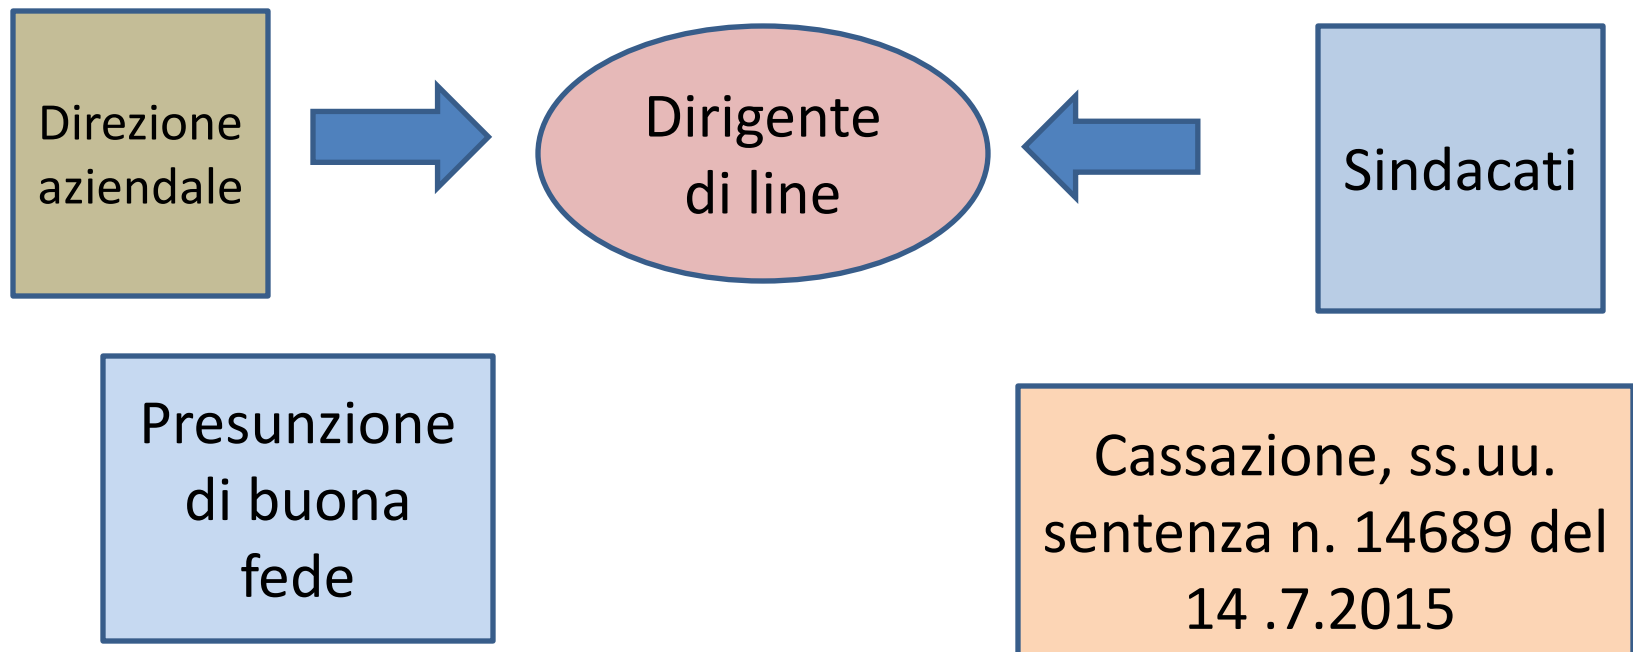 Direzione
aziendale
Dirigente
di line
Sindacati
Presunzione
di buona
fede
Cassazione, ss.uu.
sentenza n. 14689 del
14 .7.2015